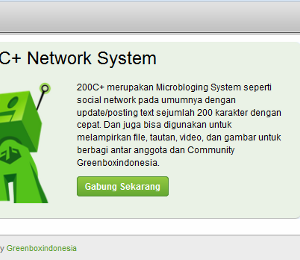 C+ Network System
200C+ merupakan Microbloging System seperti
social network pada umumnya dengan
update/posting text sejumlah 200 karakter dengan
cepat. Dan juga bisa digunakan untuk
melampirkan file, tautan, video, dan gambar untuk
berbagi antar anggota dan Community
Greenboxindonesia.
Gabung Sekarang
y Greenboxindonesia